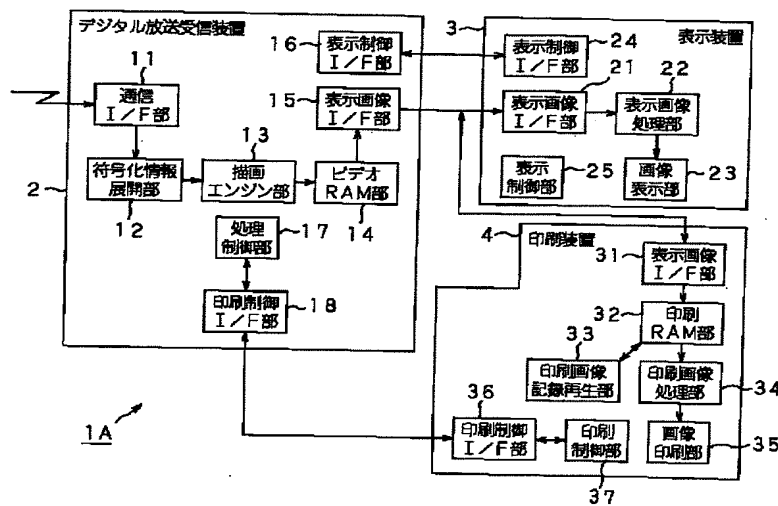 デジタル放送受信装置
11
通信
I/F部
16
表示制御
I/F部
15
表示画像
I/F部
13
2
符号化情報
展開部
12
描画
エンジン部
ビデオ
RAM部
14
処理
制御部
17
印刷制御
I/F部
18
3
表示装置
表示制御
I/F部
24
21
表示画像
I/F部
22
表示画像
処理部
表示
制御部
25
画像
表示部
23
4
印刷装置
31
表示画像
I/F部
32
印刷
RAM部
33
印刷画像
記録再生部
印刷画像
処理部
34
36
印刷制御
I/F部
印刷
制御部
37
画像
印刷部
35
1A